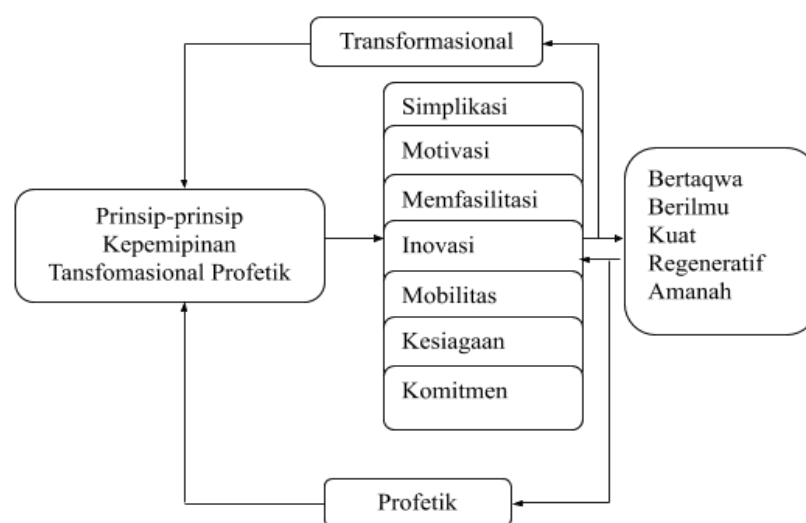 Transformasional
Simplikasi
Motivasi
Memfasilitasi
Inovasi
Mobilitas
Kesiagaan
Komitmen
Prinsip-prinsip
Kepemipinan
Tansfomasional Profetik
Bertaqwa
Berilmu
Kuat
Regeneratif
Amanah
Profetik